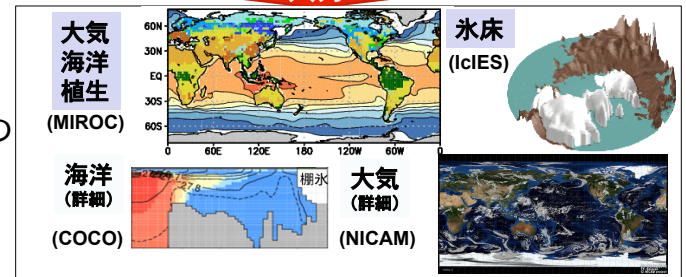 大気
海洋
植生
(MIROC)
60N
30N
EQ
30S
60S
0
60E
120E
180
120W
60W
0
氷床
(IcIES)
海洋
(詳細)
(COCO)
27.8
棚氷
大気
(詳細)
(NICAM)